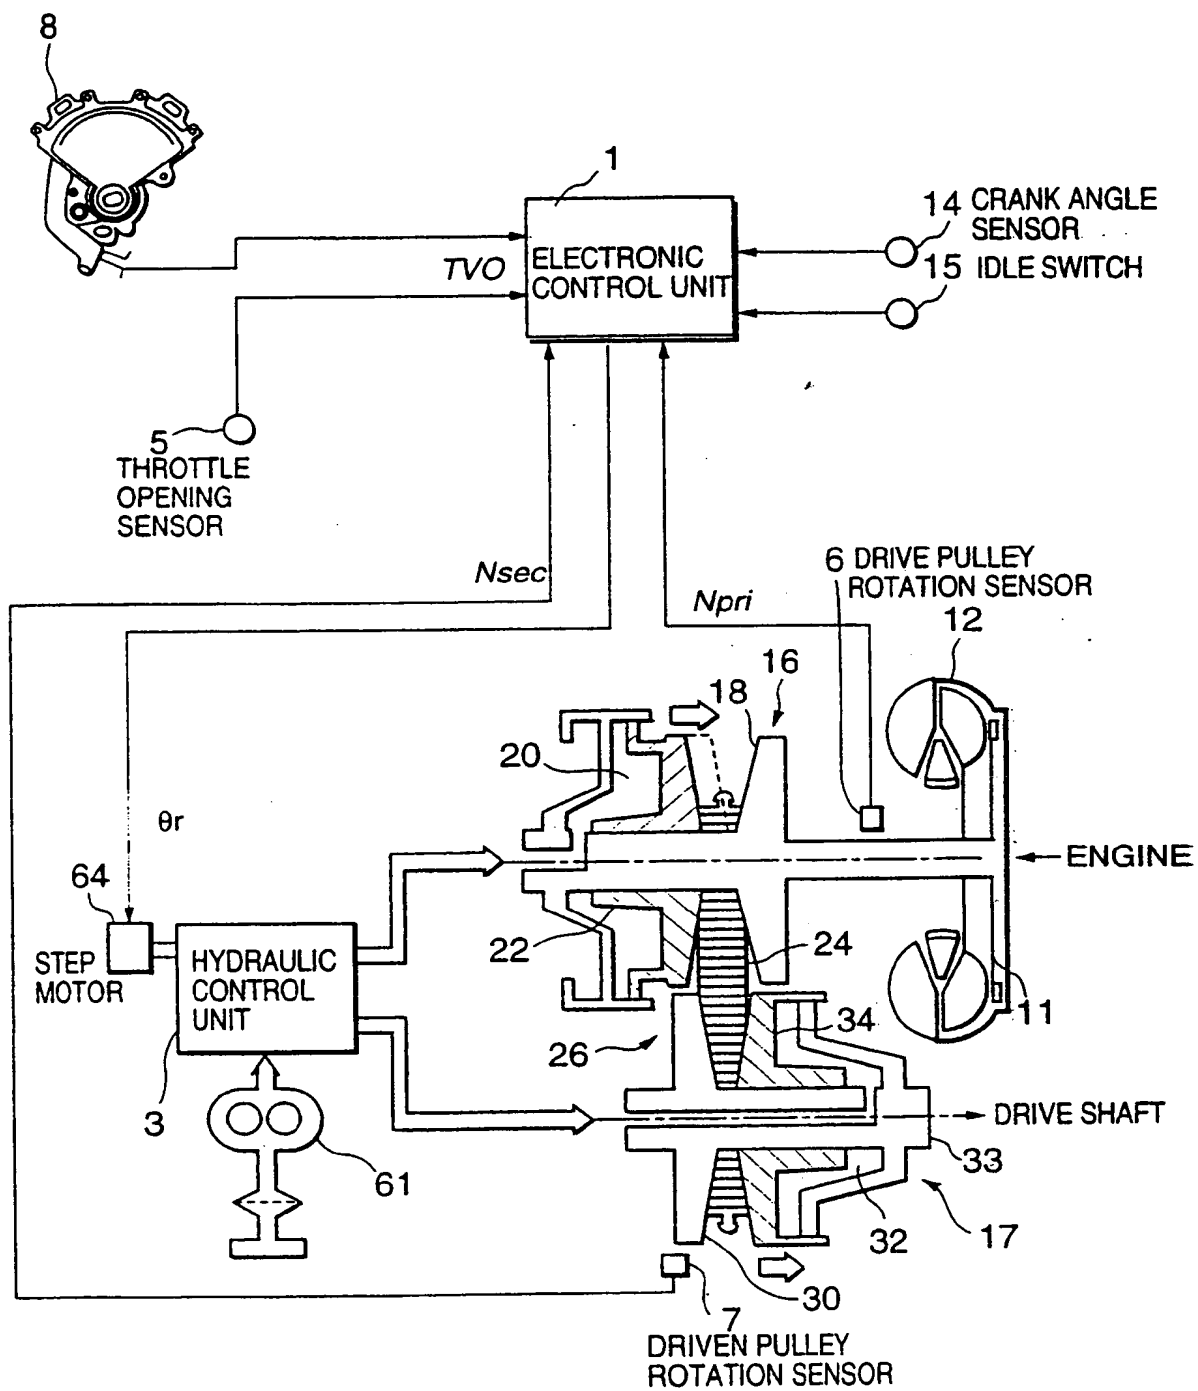 8
1
ELECTRONIC
CONTROL UNIT
TVO
14 CRANK ANGLE
SENSOR
15 IDLE SWITCH
5
THROTTLE
OPENING
SENSOR
Nsec
Npri
6 DRIVE PULLEY
ROTATION SENSOR
12
16
18
20
θr
ENGINE
64
STEP
MOTOR
HYDRAULIC
CONTROL
UNIT
22
24
11
34
26
3
61
DRIVE SHAFT
33
32
17
30
7
DRIVEN PULLEY
ROTATION SENSOR